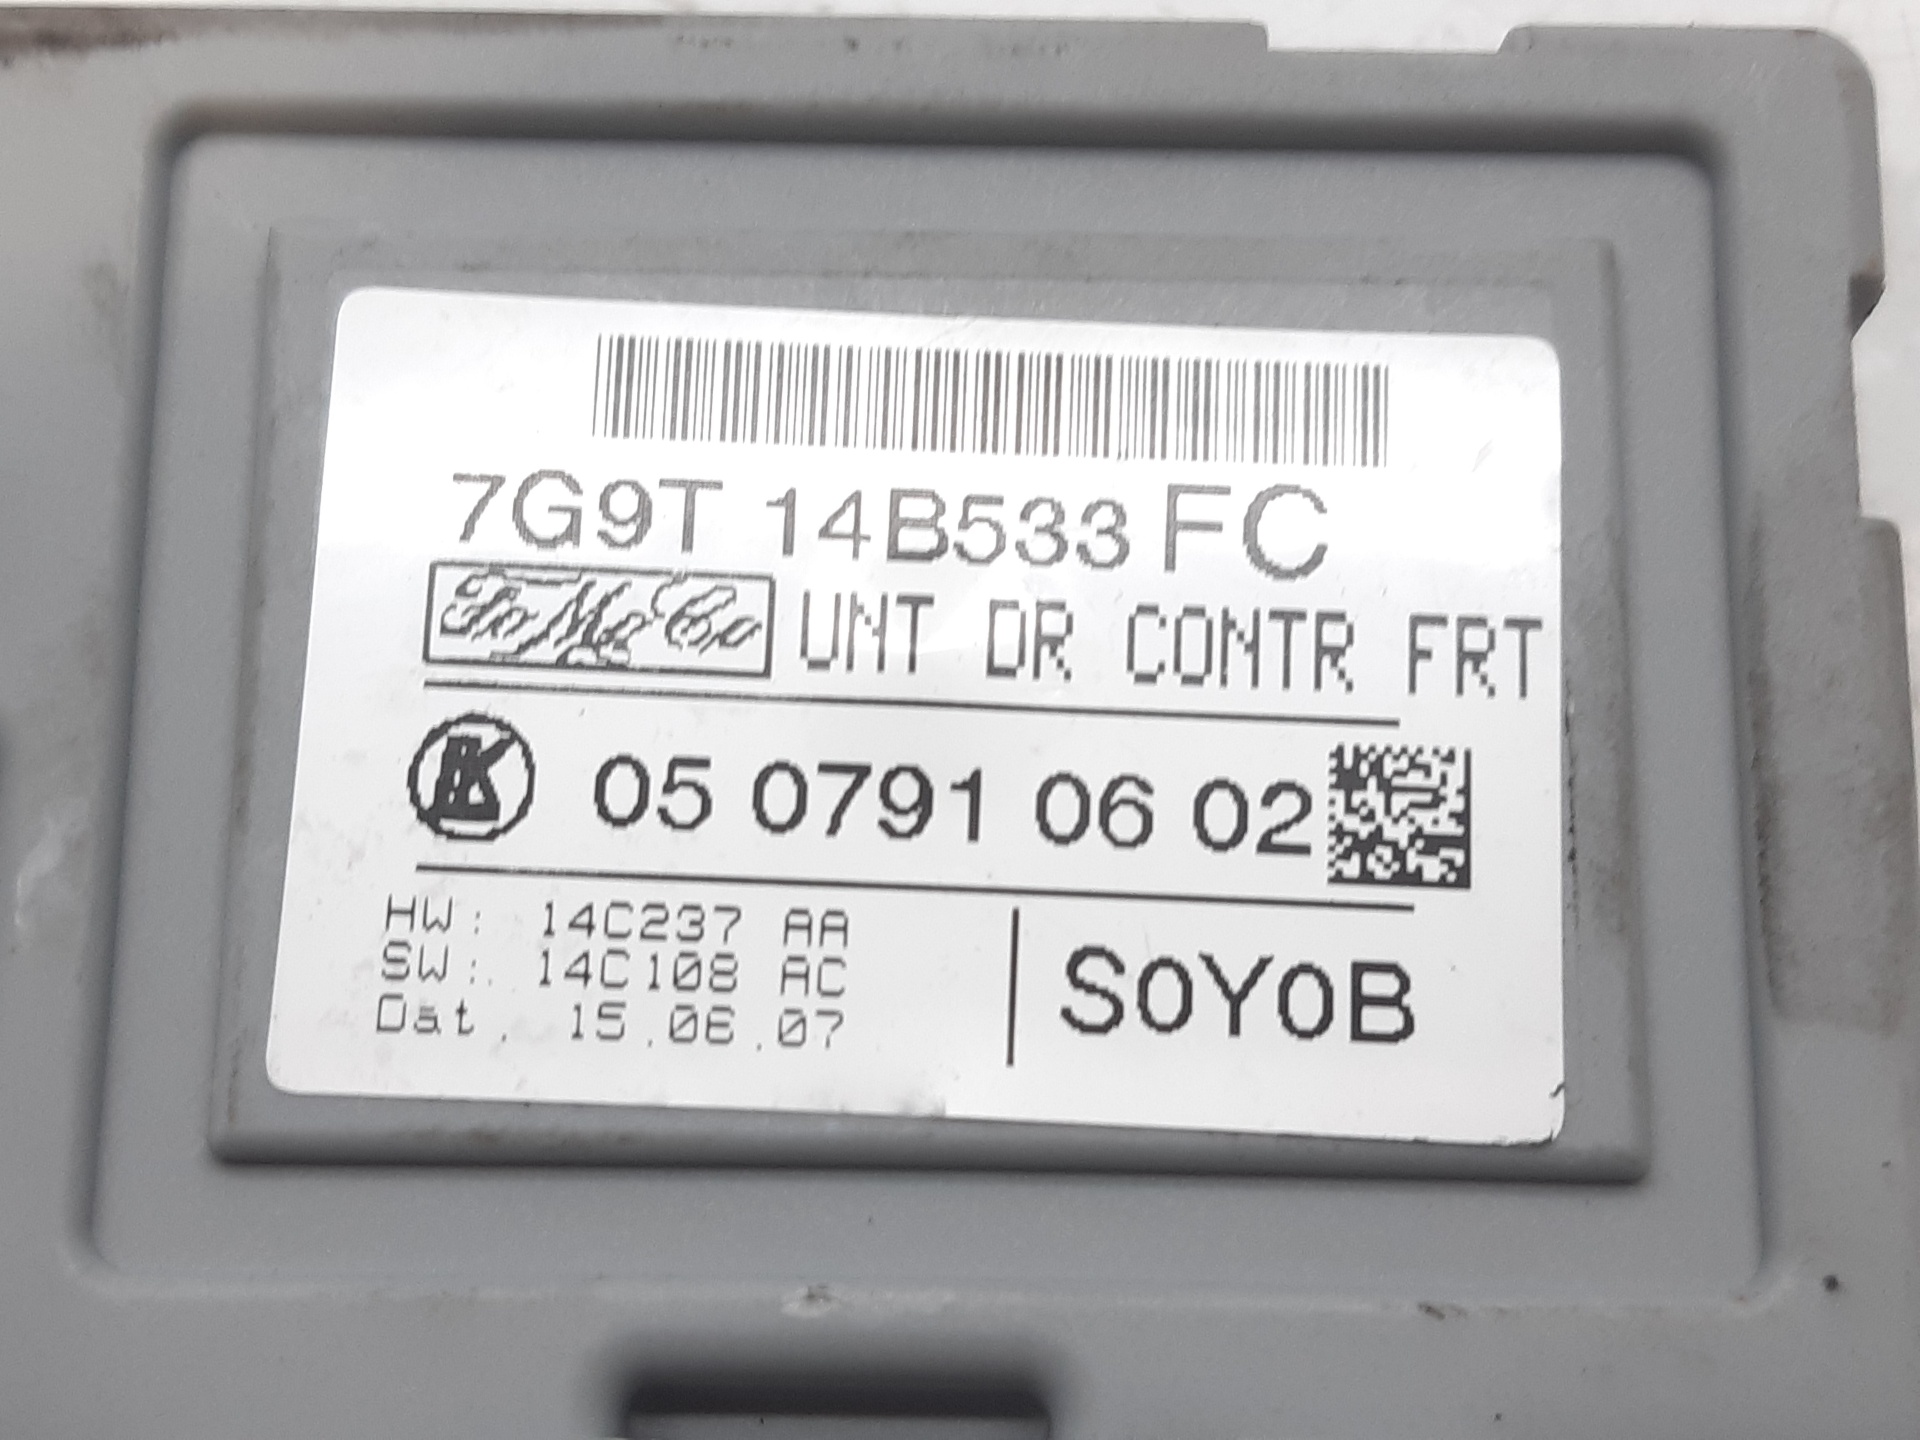 7G9T 14B533 FC
FoMoCo UNT DR CONTR FRT
K 05 0791 06 02
HW: 14C237 AA
SW: 14C108 AC
Dat. 15.06.07
S0Y0B